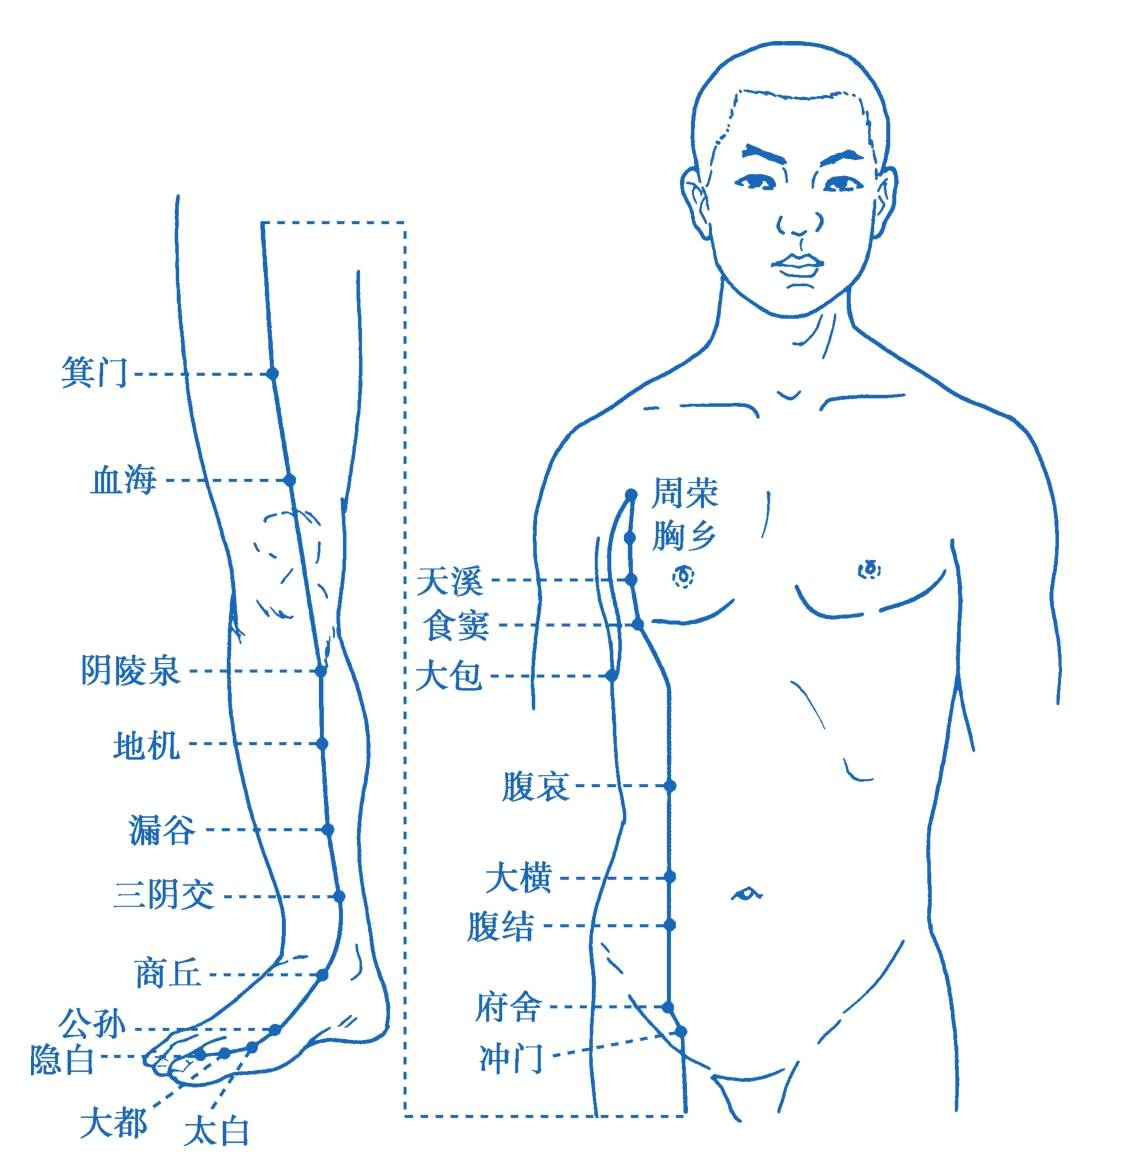 箕门
血海
阴陵泉
地机
漏谷
三阴交
商丘
公孙
隐白
大都
太白
周荣
胸乡
天溪
食窦
大包
腹哀
大横
腹结
府舍
冲门